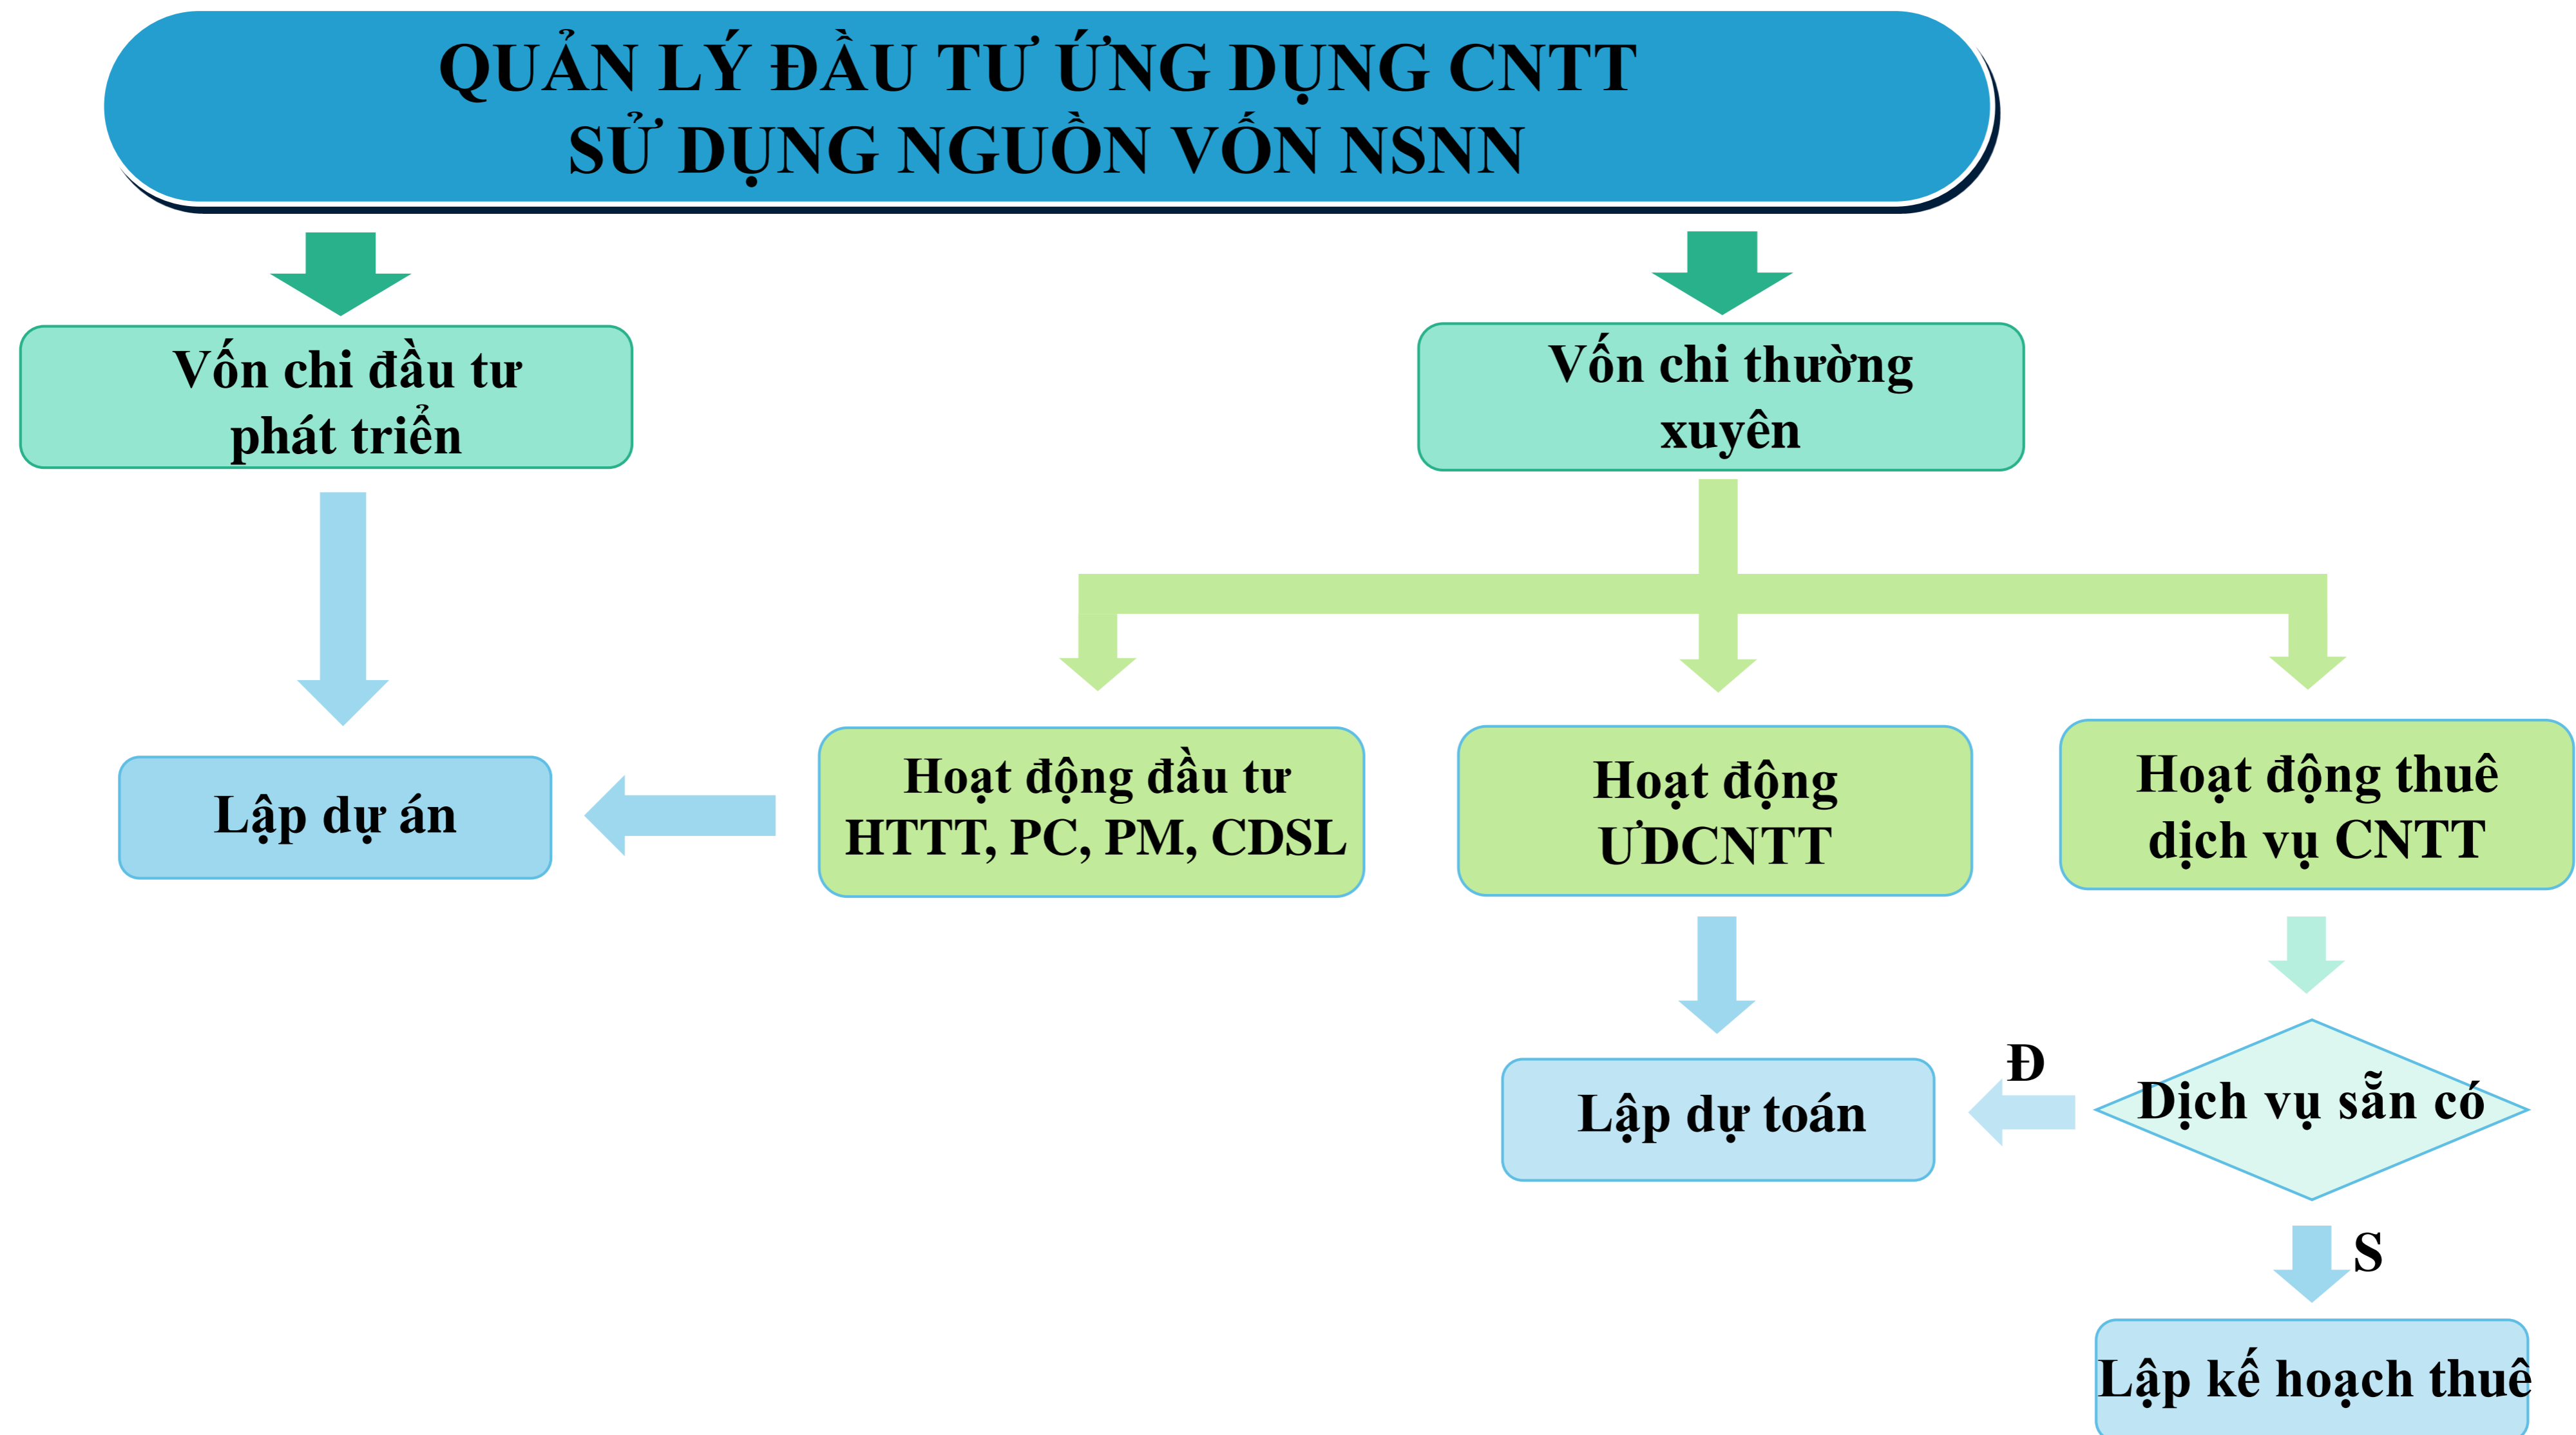 QUẢN LÝ ĐẦU TƯ ỨNG DỤNG CNTT
SỬ DỤNG NGUỒN VỐN NSNN
Vốn chi đầu tư
phát triển
Vốn chi thường
xuyên
Lập dự án
Hoạt động đầu tư
HTTT, PC, PM, CDSL
Hoạt động
ƯDCNTT
Hoạt động thuê
dịch vụ CNTT
Lập dự toán
Đ
Dịch vụ sẵn có
S
Lập kế hoạch thuê